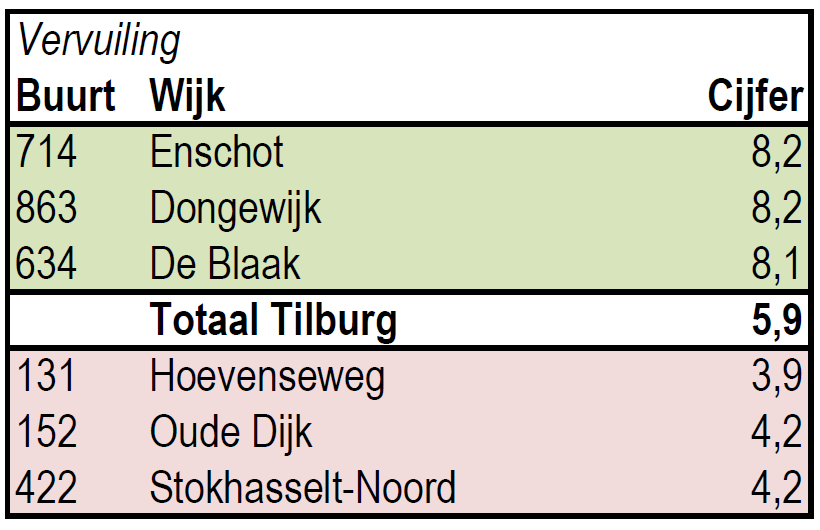 Vervuiling
Buurt Wijk Cijfer
714 Enschot 8,2
863 Dongewijk 8,2
634 De Blaak 8,1
Totaal Tilburg 5,9
131 Hoevenseweg 3,9
152 Oude Dijk 4,2
422 Stokhasselt-Noord 4,2